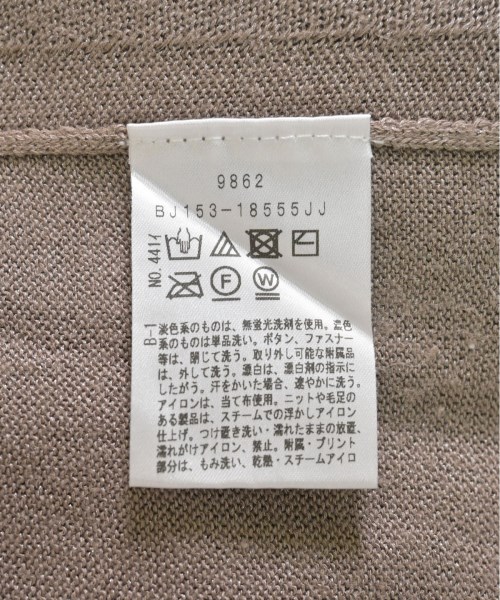 9862
BJ153-18555JJ
NO.441イ
F W
B-1
淡色系のものは、無蛍光洗剤を使用。濃色
系のものは単品洗い。ボタン、ファスナー
等は、閉じて洗う。取り外し可能な附属品
は、外して洗う。漂白は、漂白剤の指示に
したがう。汗をかいた場合、速やかに洗う。
アイロンは、当て布使用。ニットや毛足の
ある製品は、スチームでの浮かしアイロン
仕上げ。つけ置き洗い・濡れたままの放置、
濡れがけアイロン、禁止。附属・プリント
部分は、もみ洗い、乾熱・スチームアイロ